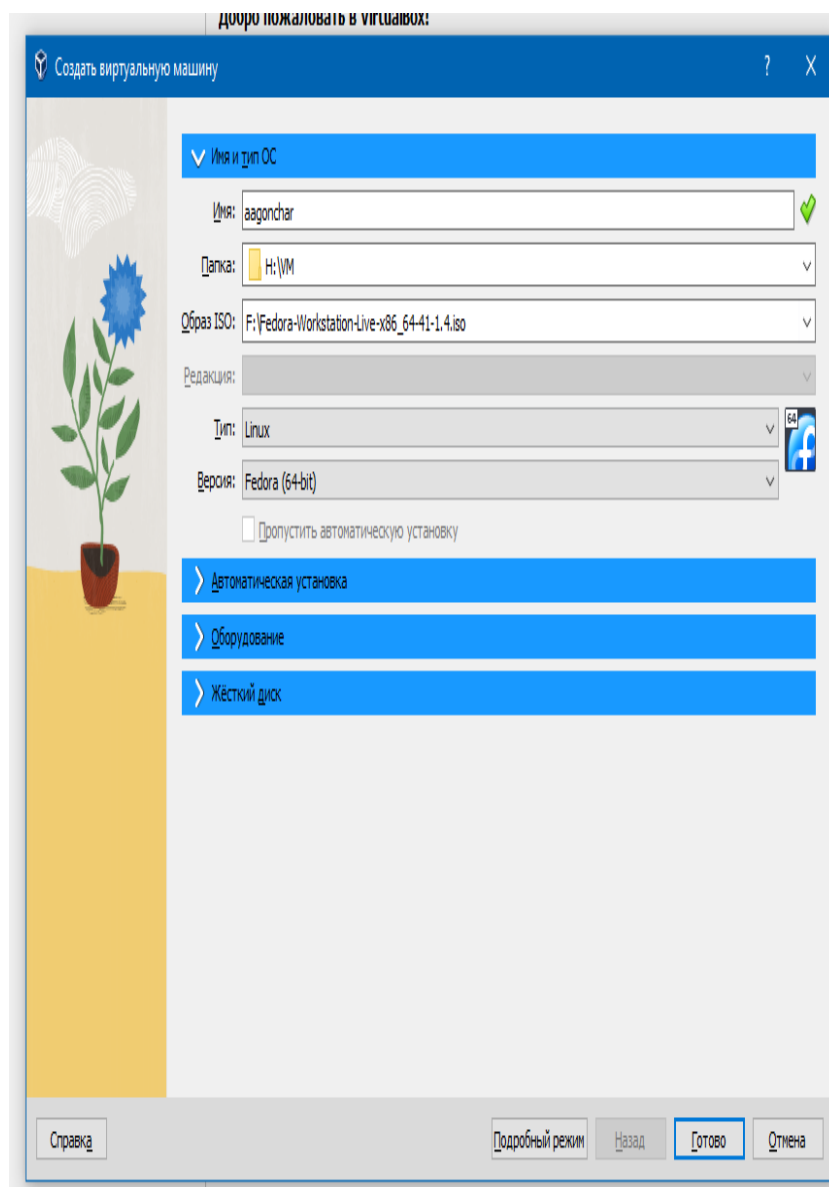 Добро пожаловать в VirtualBox!
Создать виртуальную машину
? X
Имя и тип ОС
Имя: aagonchar
Папка: H:\VM
Образ ISO: F:\Fedora-Workstation-Live-x86_64-41-1.4.iso
Редакция:
Тип: Linux
64
Версия: Fedora (64-bit)
Пропустить автоматическую установку
Автоматическая установка
Оборудование
Жёсткий диск
Справка Подробный режим Назад Готово Отмена